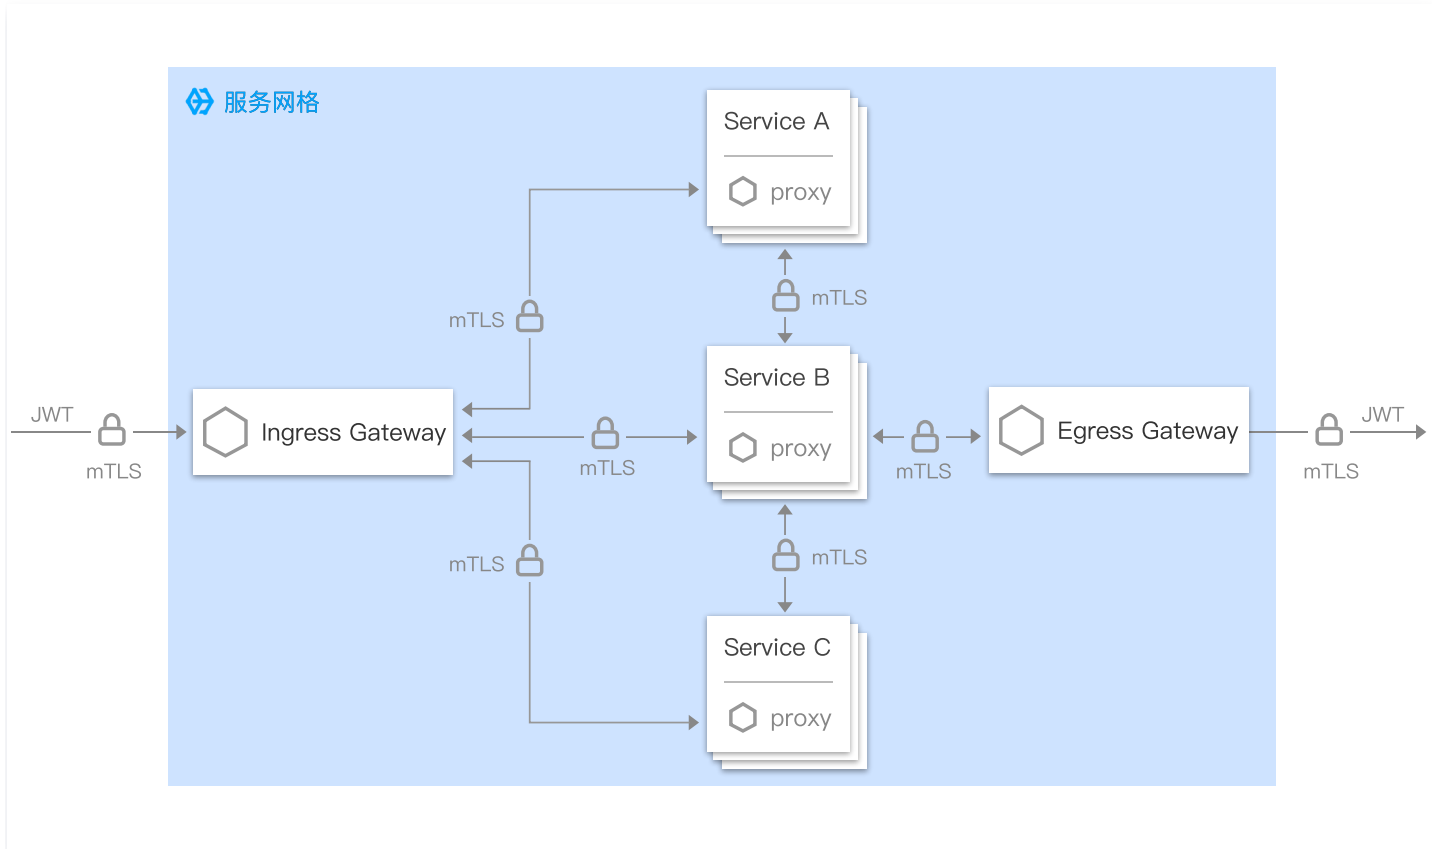 服务网格
Service A
proxy
mTLS
mTLS
JWT
mTLS
Ingress Gateway
mTLS
Service B
proxy
mTLS
Egress Gateway
JWT
mTLS
mTLS
mTLS
Service C
proxy